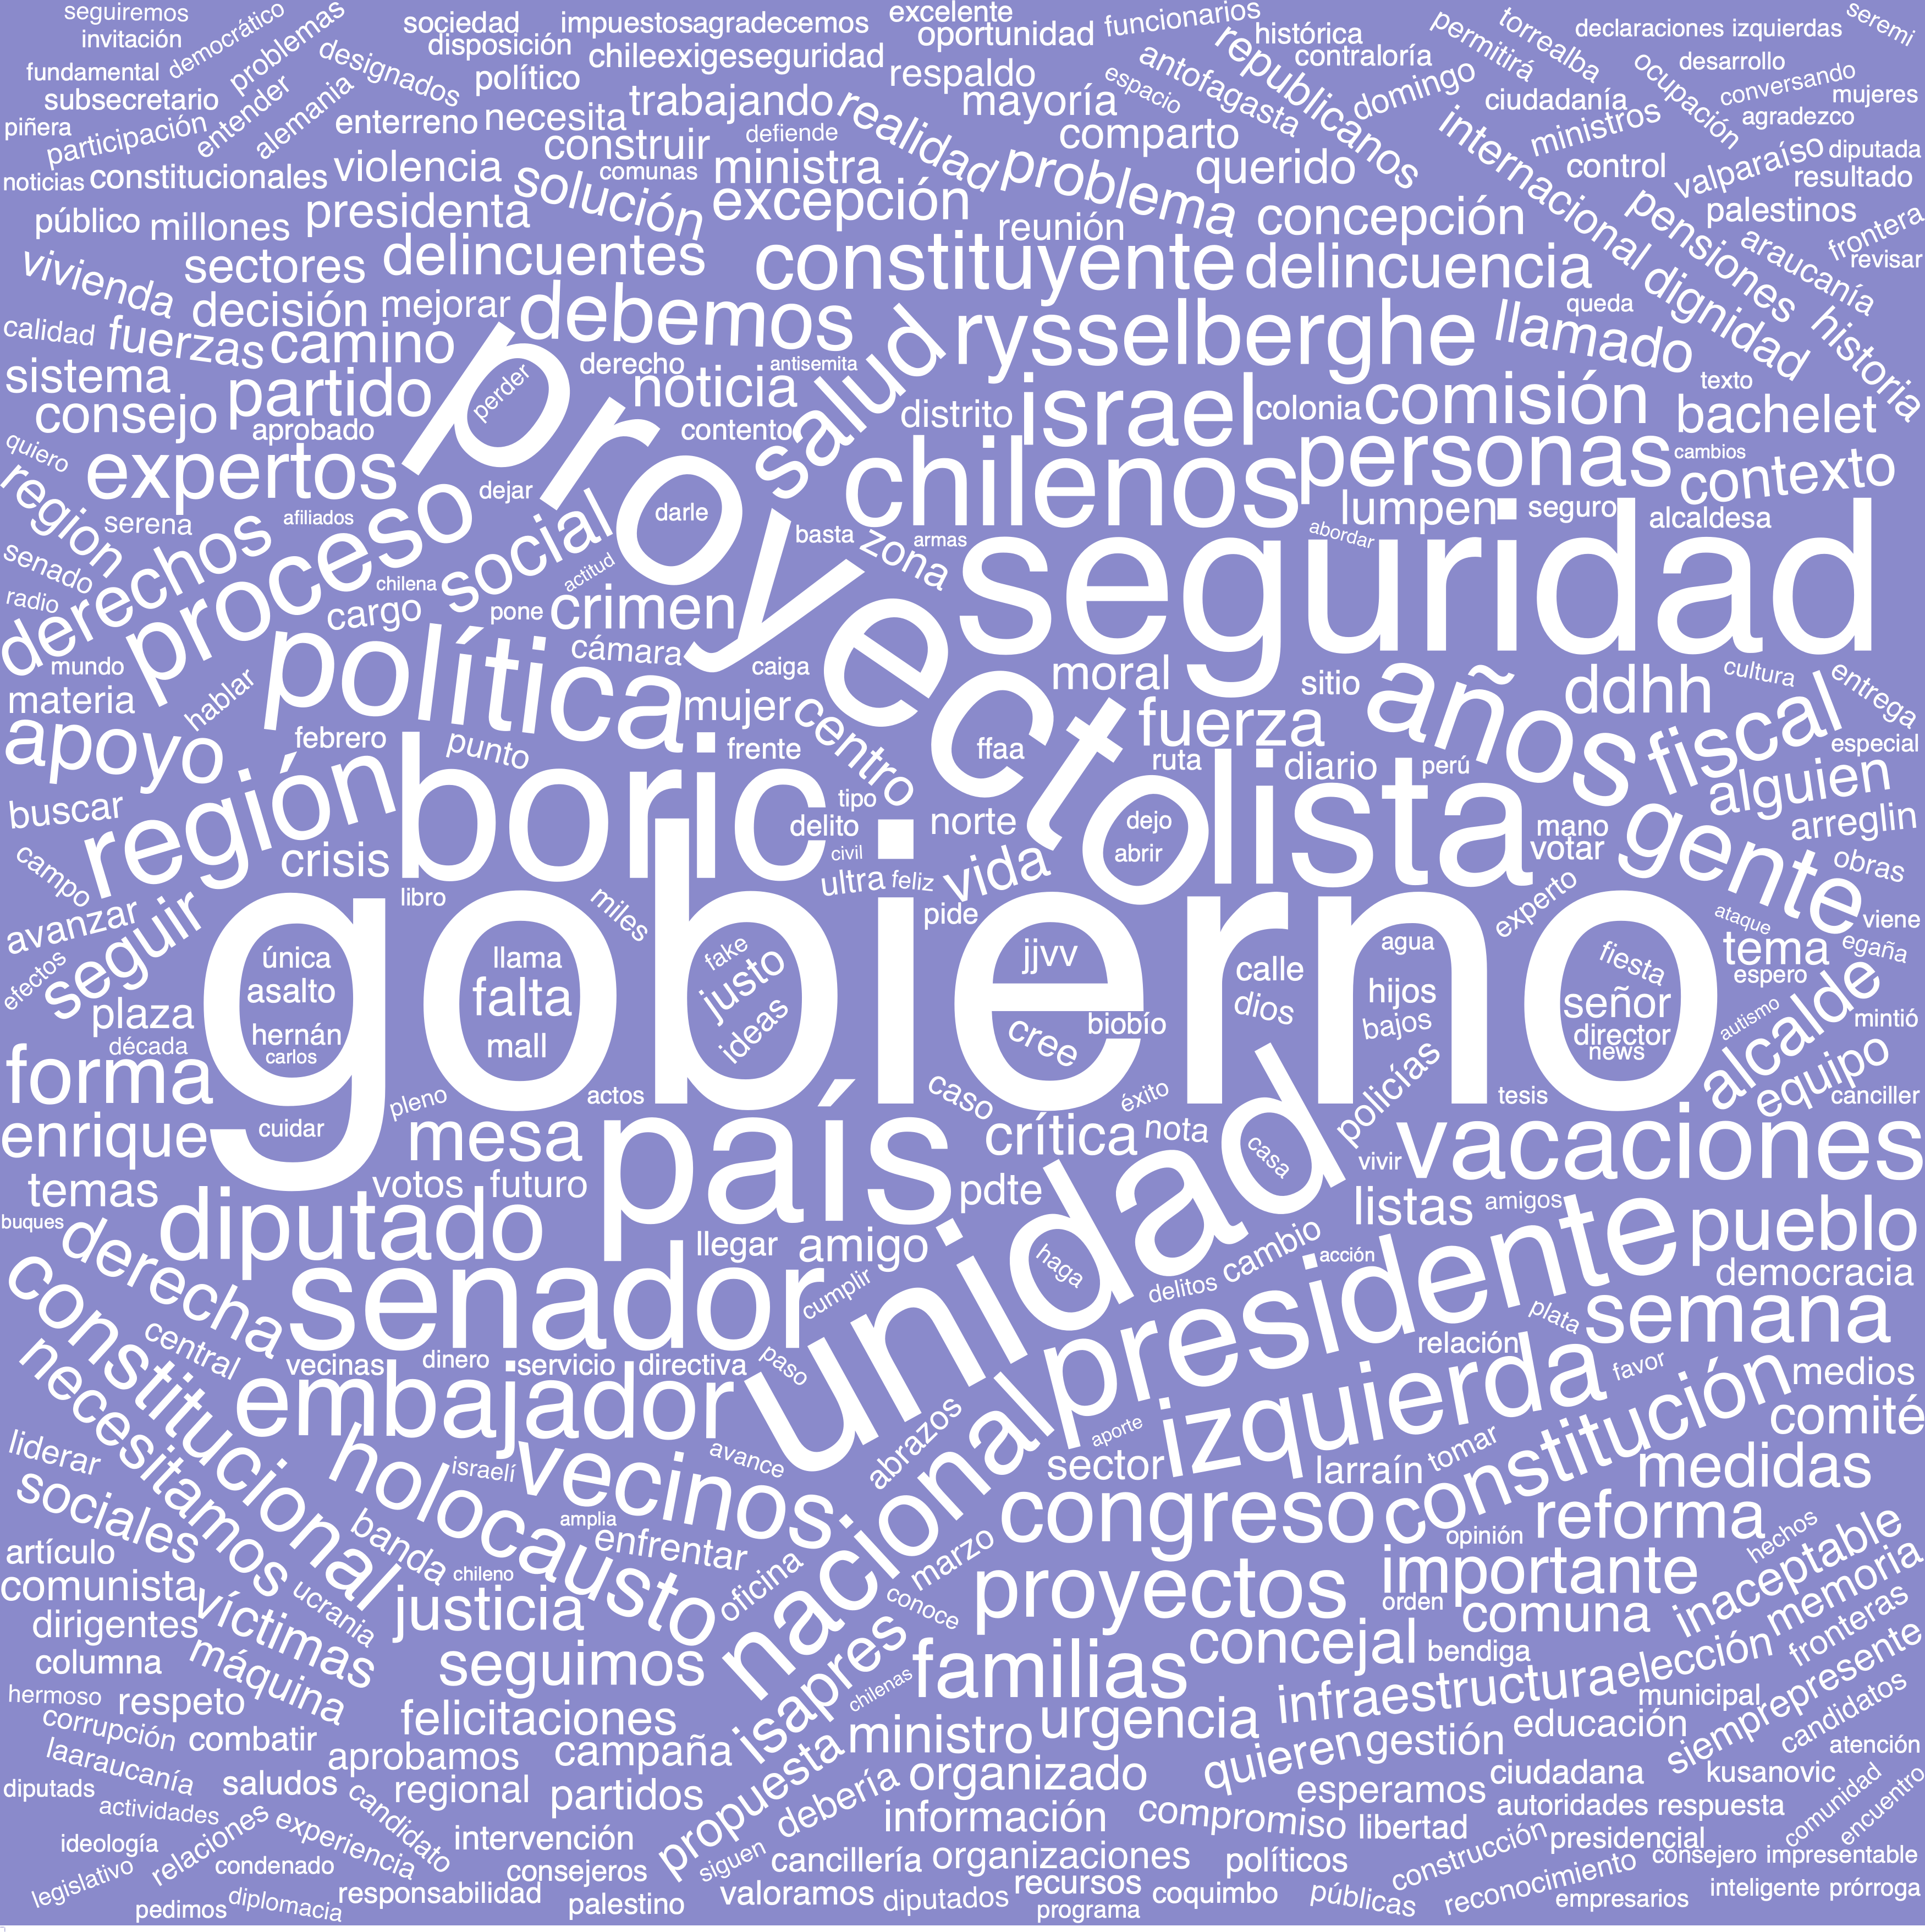 seguiremos
invitación
democrático
problemas
sociedad
disposición
impuestosagradecemos
excelente
oportunidad
funcionarios
histórica
contraloría
republicanos
permitirá
torrealba
declaraciones
izquierdas
seremi
fundamental
designados
político
chileexigeseguridad
respaldo
espacio
antofagasta
domingo
ocupación
desarrollo
conversando
mujeres
subsecretario
entender
alemania
trabajando
realidad
mayoría
ciudadanía
agradezco
piñera
participación
enterreno
necesita
defiende
comparto
internacional
ministros
valparaíso
diputada
noticias
constitucionales
violencia
construir
comunas
ministra
problema
querido
control
resultado
público
millones
presidenta
solución
excepción
reunión
concepción
pensiones
palestinos
frontera
revisar
vivienda
sectores
delincuentes
constituyente
delincuencia
dignidad
araucanía
decisión
mejorar
debemos
salud
rysselberghe
llamado
queda
historia
calidad
fuerzas
camino
derecho
antisemita
sistema
partido
perder
noticia
distrito
israel
colonia
comisión
texto
bachelet
consejo
aprobado
contento
quiero
expertos
proyecto
chilenos
personas
cambios
contexto
region
serena
afiliados
dejar
darle
basta
armas
zona
lumpen
seguro
abordar
alcaldesa
senado
derechos
proceso
social
actitud
seguridad
radio
chilena
cargo
pone
crimen
mundo
hablar
política
cámara
caiga
moral
sitio
años
ddhh
cultura
entrega
materia
mujer
centro
apoyo
febrero
punto
frente
ffaa
fuerza
ruta
diario
perú
fiscal
especial
buscar
región
boric
tipo
delito
norte
dejo
lista
mano
gente
alguien
arreglin
campo
crisis
civil
abrir
votar
obras
avanzar
seguir
libro
miles
ultra
feliz
vida
pide
experto
ataque
viene
efectos
gobierno
única
asalto
llama
falta
fake
justo
jjvv
calle
agua
fiesta
tema
egaña
espero
plaza
hernán
carlos
mall
ideas
cree
biobío
dios
hijos
bajos
señor
director
news
autismo
alcalde
mintió
década
forma
pleno
actos
caso
éxito
policías
tesis
equipo
canciller
enrique
cuidar
mesa
país
crítica
nota
casa
vivir
vacaciones
temas
votos
futuro
pdte
unidad
listas
amigos
pueblo
buques
derecha
diputado
llegar
amigo
haga
delitos
cambio
acción
presidente
democracia
constitucional
senador
cumplir
plata
semana
central
vecinas
dinero
servicio
directiva
paso
relación
necesitamos
embajador
nacional
izquierda
favor
constitución
medios
comité
liderar
holocausto
israelí
vecinos
avance
abrazos
aporte
sector
larraín
tomar
medidas
sociales
banda
amplia
enfrentar
congreso
opinión
reforma
hechos
artículo
chileno
oficina
marzo
importante
inaceptable
comunista
víctimas
ucrania
justicia
conoce
proyectos
orden
comuna
memoria
dirigentes
columna
máquina
seguimos
isapres
chilenas
familias
concejal
bendiga
elección
fronteras
hermoso
respeto
infraestructura
municipal
siemprepresente
corrupción
combatir
felicitaciones
ministro
urgencia
educación
candidatos
laaraucanía
aprobamos
campaña
propuesta
quieren
gestión
atención
diputads
saludos
regional
partidos
debería
organizado
esperamos
ciudadana
kusanovic
actividades
candidato
información
compromiso
libertad
autoridades
respuesta
comunidad
encuentro
ideología
relaciones
experiencia
intervención
presidencial
legislativo
condenado
consejeros
siguen
cancillería
organizaciones
políticos
construcción
consejero
impresentable
pedimos
diplomacia
responsabilidad
palestino
valoramos
diputados
recursos
programa
coquimbo
públicas
reconocimiento
empresarios
inteligente
prórroga